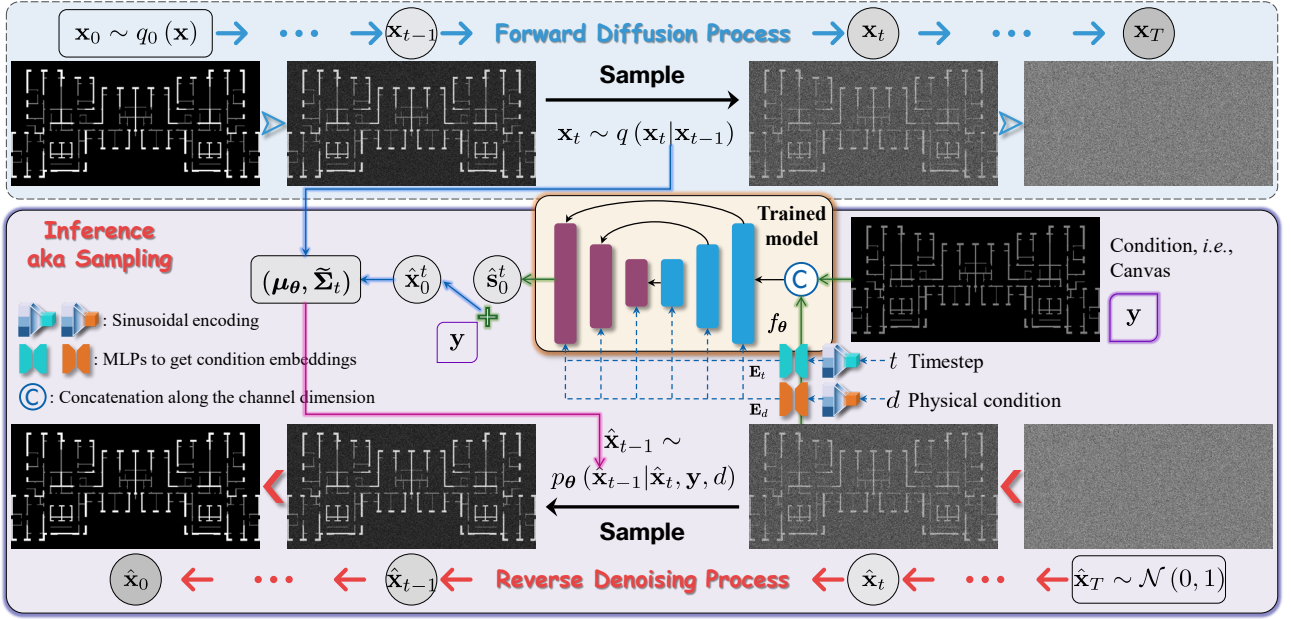 x₀ ∼ q₀ (x)
···
x_{t−1}
Forward Diffusion Process
x_t
···
x_T
Sample
x_t ∼ q (x_t|x_{t−1})
Inference
aka Sampling
Trained
model
Condition, i.e.,
Canvas
y
(μ_θ, Σ̃_t)
x̂₀ᵗ
ŝ₀ᵗ
C
f_θ
y
: Sinusoidal encoding
: MLPs to get condition embeddings
C : Concatenation along the channel dimension
E_t
t Timestep
E_d
d Physical condition
x̂_{t−1} ∼
p_θ (x̂_{t−1}|x̂_t, y, d)
Sample
x̂₀
···
x̂_{t−1}
Reverse Denoising Process
x̂_t
···
x̂_T ∼ 𝒩 (0, 1)